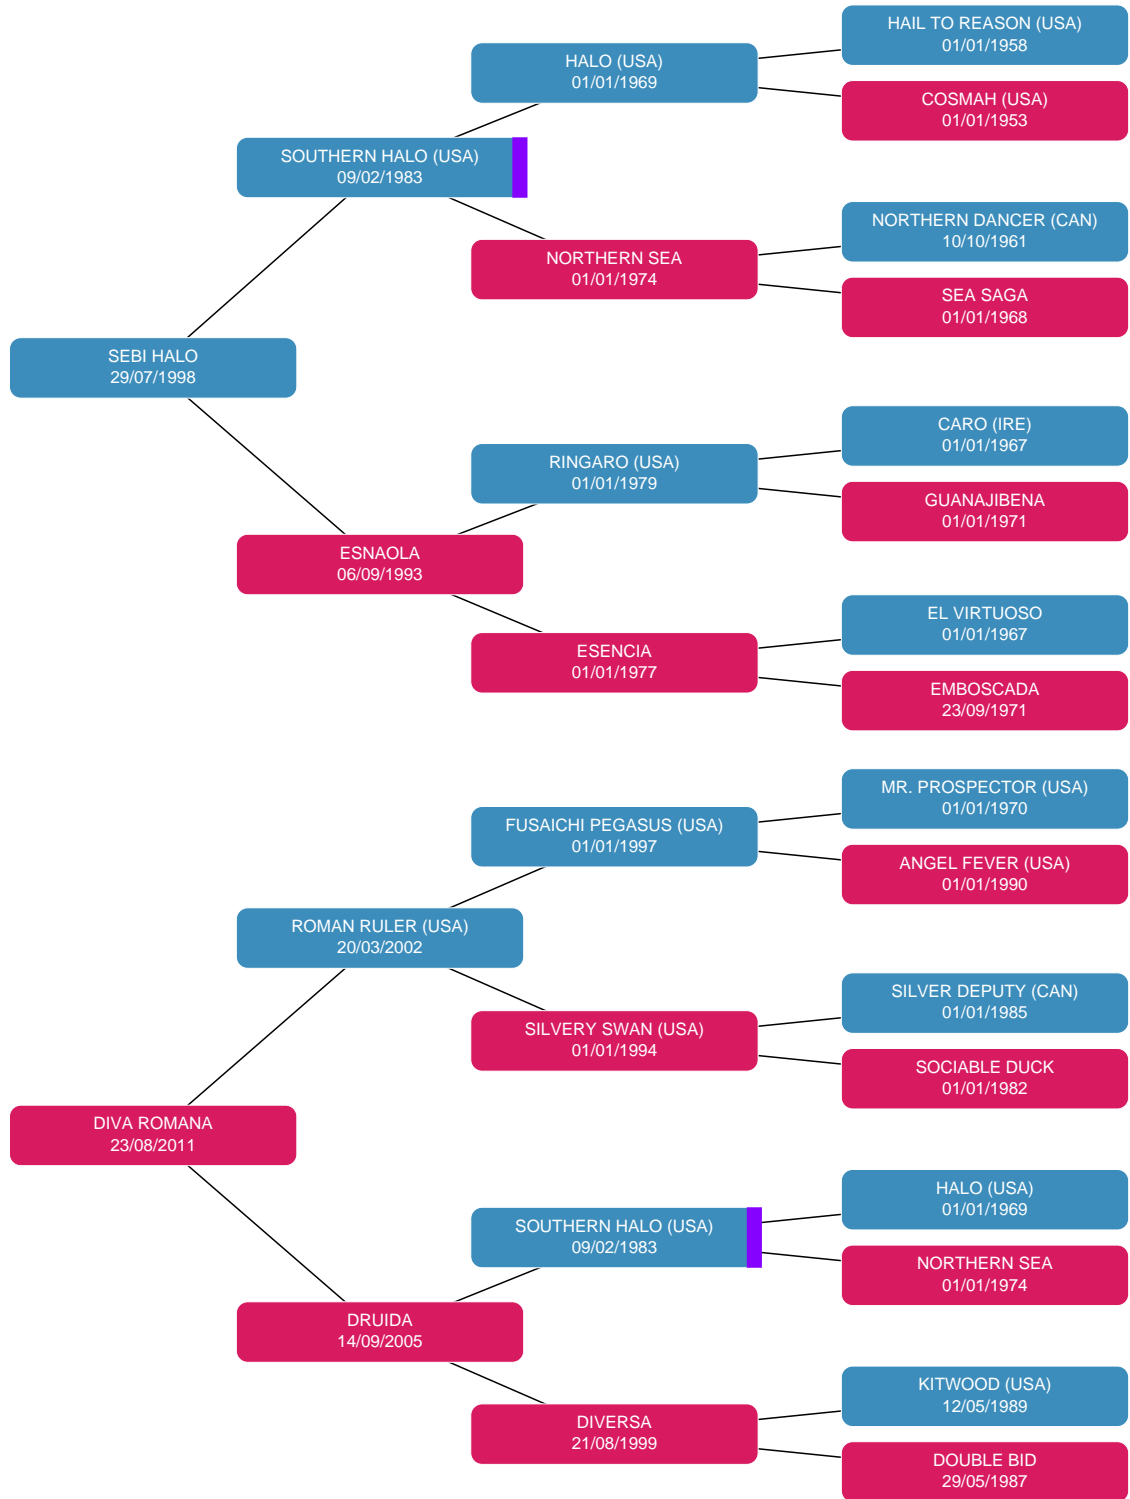 HAIL TO REASON (USA)
01/01/1958
HALO (USA)
01/01/1969
COSMAH (USA)
01/01/1953
SOUTHERN HALO (USA)
09/02/1983
NORTHERN DANCER (CAN)
10/10/1961
NORTHERN SEA
01/01/1974
SEA SAGA
01/01/1968
SEBI HALO
29/07/1998
CARO (IRE)
01/01/1967
RINGARO (USA)
01/01/1979
GUANAJIBENA
01/01/1971
ESNAOLA
06/09/1993
EL VIRTUOSO
01/01/1967
ESENCIA
01/01/1977
EMBOSCADA
23/09/1971
MR. PROSPECTOR (USA)
01/01/1970
FUSAICHI PEGASUS (USA)
01/01/1997
ANGEL FEVER (USA)
01/01/1990
ROMAN RULER (USA)
20/03/2002
SILVER DEPUTY (CAN)
01/01/1985
SILVERY SWAN (USA)
01/01/1994
SOCIABLE DUCK
01/01/1982
DIVA ROMANA
23/08/2011
HALO (USA)
01/01/1969
SOUTHERN HALO (USA)
09/02/1983
NORTHERN SEA
01/01/1974
DRUIDA
14/09/2005
KITWOOD (USA)
12/05/1989
DIVERSA
21/08/1999
DOUBLE BID
29/05/1987